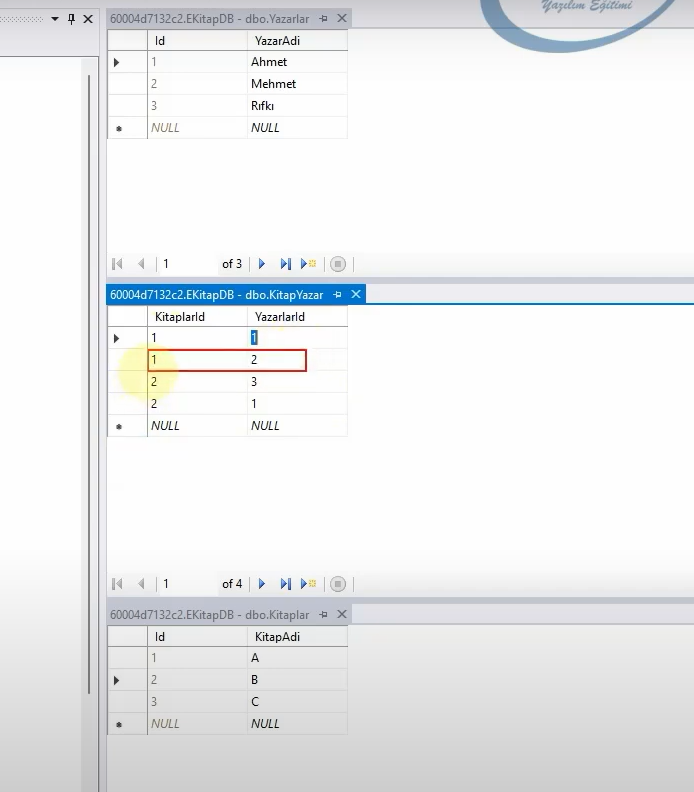 Yazılım Eğitimi
60004d7132c2.EKitapDB - dbo.Yazarlar
Id YazarAdi
1 Ahmet
2 Mehmet
3 Rıfkı
NULL NULL
1 of 3
60004d7132c2.EKitapDB - dbo.KitapYazar
KitaplarId YazarlarId
1 1
1 2
2 3
2 1
NULL NULL
1 of 4
60004d7132c2.EKitapDB - dbo.Kitaplar
Id KitapAdi
1 A
2 B
3 C
NULL NULL